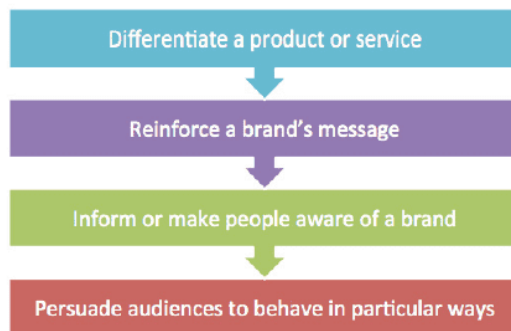 Differentiate a product or service
Reinforce a brand's message
Inform or make people aware of a brand
Persuade audiences to behave in particular ways